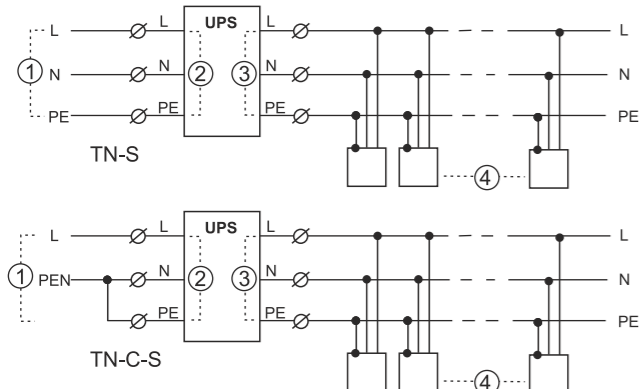 UPS
L L L L
1 N N 2 3 N N
PE PE PE PE
TN-S
4
UPS
L L L L
1 PEN N 2 3 N N
PE PE PE
TN-C-S
4